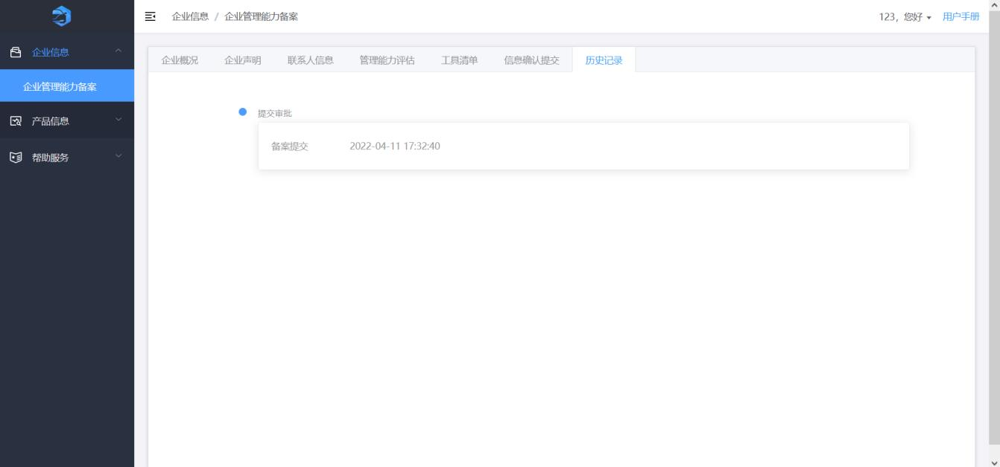 企业信息 / 企业管理能力备案
123，您好
用户手册
企业信息
企业管理能力备案
产品信息
帮助服务
企业概况
企业声明
联系人信息
管理能力评估
工具清单
信息确认提交
历史记录
提交审批
备案提交 2022-04-11 17:32:40